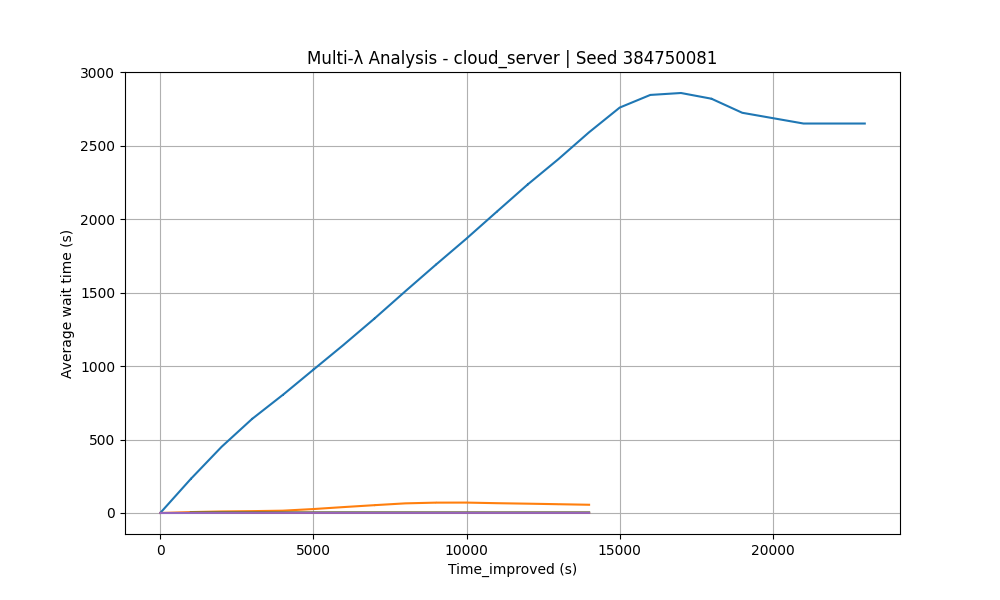 Multi-λ Analysis - cloud_server | Seed 384750081
3000
2500
2000
1500
1000
500
0
Average wait time (s)
0 5000 10000 15000 20000
Time_improved (s)